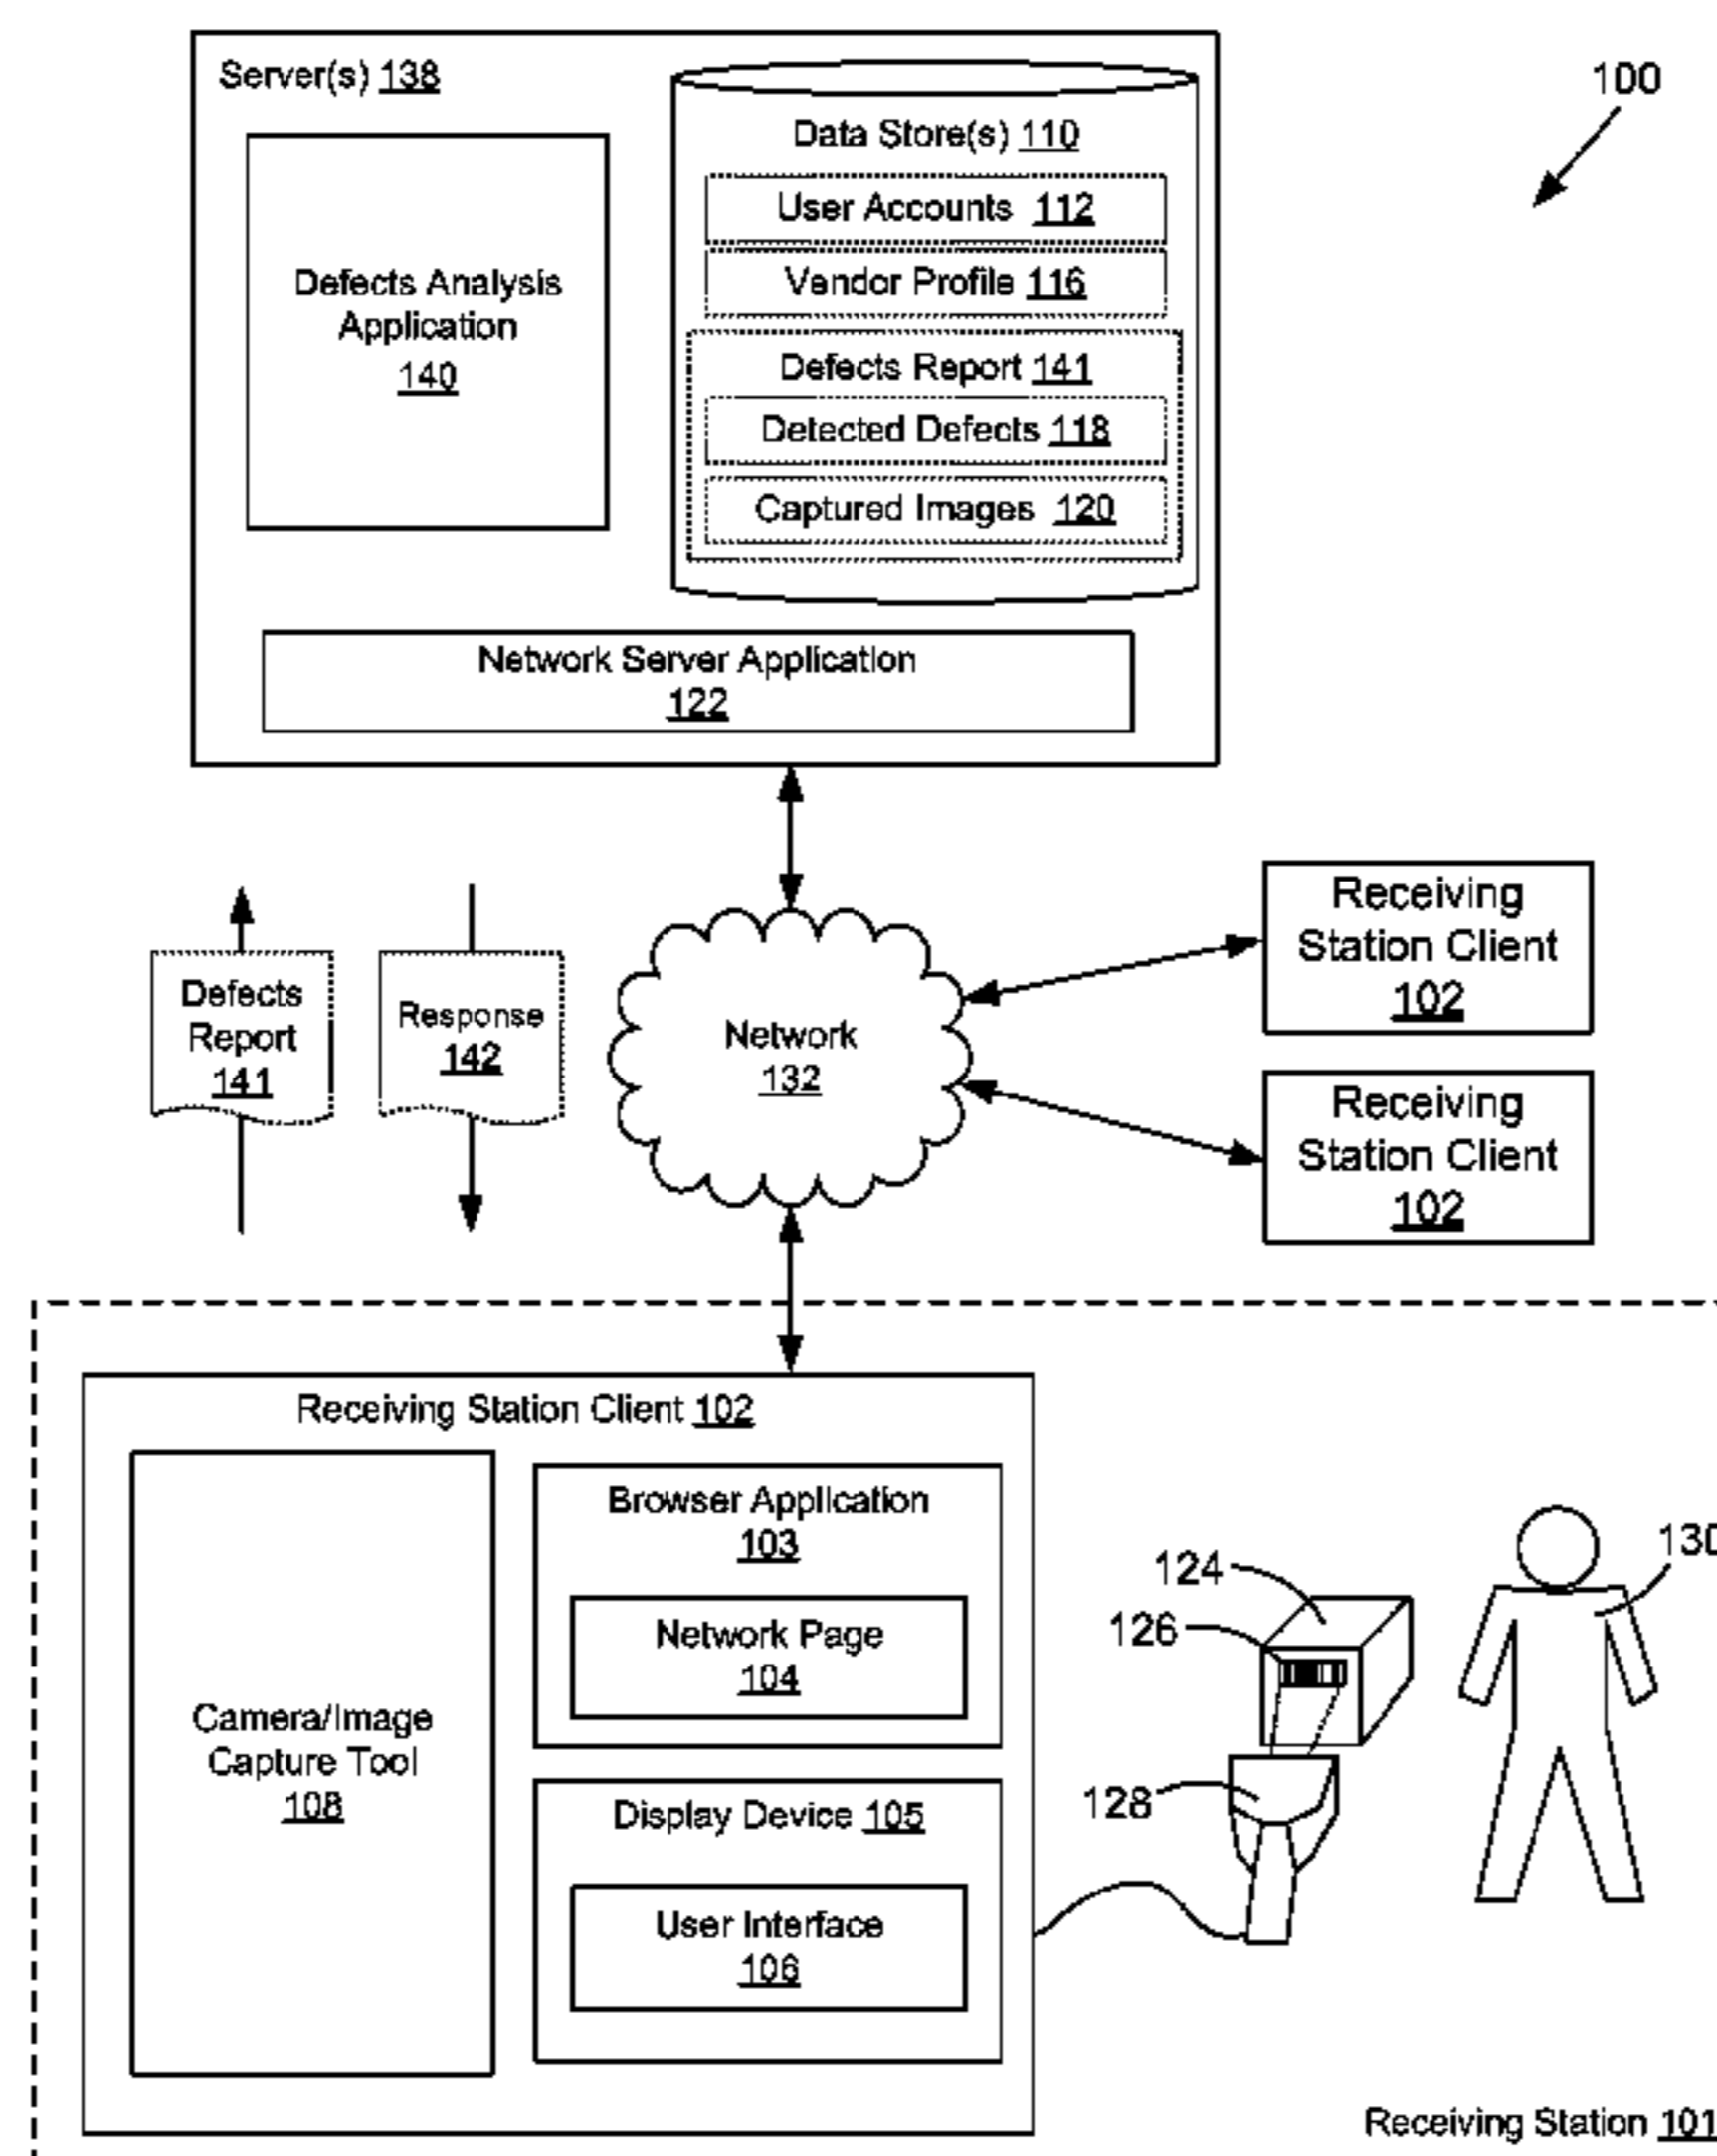 Server(s) 138
100
Data Store(s) 110
User Accounts 112
Vendor Profile 116
Defects Analysis
Application
140
Defects Report 141
Detected Defects 118
Captured Images 120
Network Server Application
122
Receiving
Station Client
102
Defects
Report
141
Response
142
Network
132
Receiving
Station Client
102
Receiving Station Client 102
Browser Application
103
Network Page
104
Camera/Image
Capture Tool
108
Display Device 105
User Interface
106
124
126
128
130
Receiving Station 101